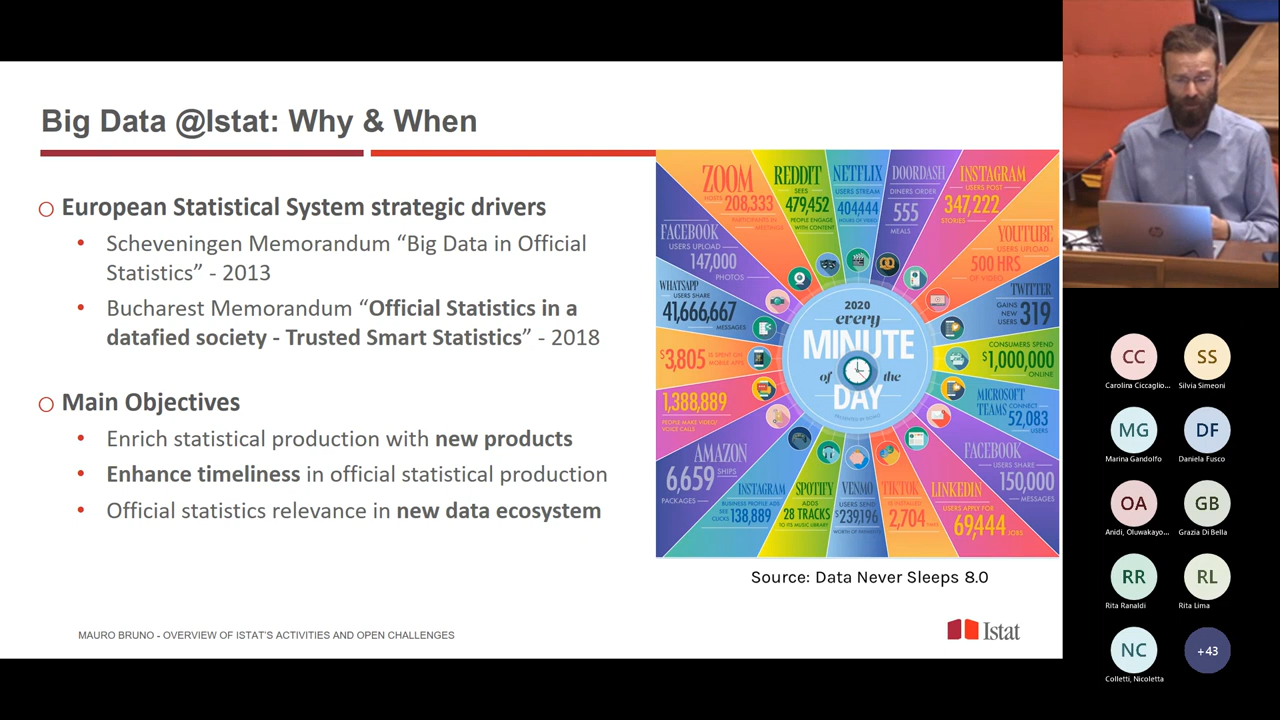 Big Data @Istat: Why & When
European Statistical System strategic drivers
Scheveningen Memorandum “Big Data in Official
Statistics” - 2013
Bucharest Memorandum “Official Statistics in a
datafied society - Trusted Smart Statistics” - 2018
Main Objectives
Enrich statistical production with new products
Enhance timeliness in official statistical production
Official statistics relevance in new data ecosystem
ZOOM
HOSTS
208,333
PARTICIPANTS IN
MEETINGS
REDDIT
SEES
479,452
PEOPLE ENGAGE
WITH CONTENT
NETFLIX
USERS STREAM
404,444
HOURS OF VIDEO
DOORDASH
DINERS ORDER
555
MEALS
INSTAGRAM
USERS POST
347,222
STORIES
YOUTUBE
USERS UPLOAD
500 HRS
OF VIDEO
TWITTER
GAINS
NEW
USERS
319
CONSUMERS SPEND
$1,000,000
ONLINE
MICROSOFT
TEAMS CONNECT
52,083
USERS
FACEBOOK
USERS SHARE
150,000
MESSAGES
LINKEDIN
USERS APPLY FOR
69,444 JOBS
TIKTOK
IS INSTALLED
2,704
VENMO
USERS SEND
$239,196
WORTH OF PAYMENTS
SPOTIFY
ADDS
28 TRACKS
TO ITS MUSIC LIBRARY
INSTAGRAM
BUSINESS PROFILE ADS
SEE
CLICKS 138,889
AMAZON
SHIPS
6,659
PACKAGES
1,388,889
PEOPLE MAKE VIDEO/
VOICE CALLS
$3,805 IS SPENT ON
MOBILE APPS
WHATSAPP
USERS SHARE
41,666,667
MESSAGES
FACEBOOK
USERS UPLOAD
147,000
PHOTOS
2020
every
MINUTE
of the
DAY
PRESENTED BY DOMO
Source: Data Never Sleeps 8.0
MAURO BRUNO - OVERVIEW OF ISTAT'S ACTIVITIES AND OPEN CHALLENGES
Istat
hp
CC
SS
Carolina Ciccaglio...
Silvia Simeoni
MG
DF
Marina Gandolfo
Daniela Fusco
OA
GB
Anidi, Oluwakayo...
Grazia Di Bella
RR
RL
Rita Ranaldi
Rita Lima
NC
+43
Colletti, Nicoletta